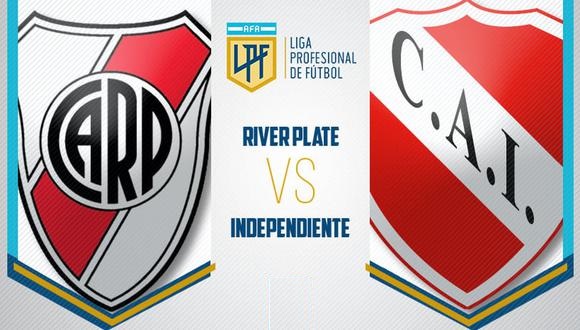 CARP
AFA
LPF
LIGA
PROFESIONAL
DE FÚTBOL
RIVER PLATE
VS
INDEPENDIENTE
C.A.I.